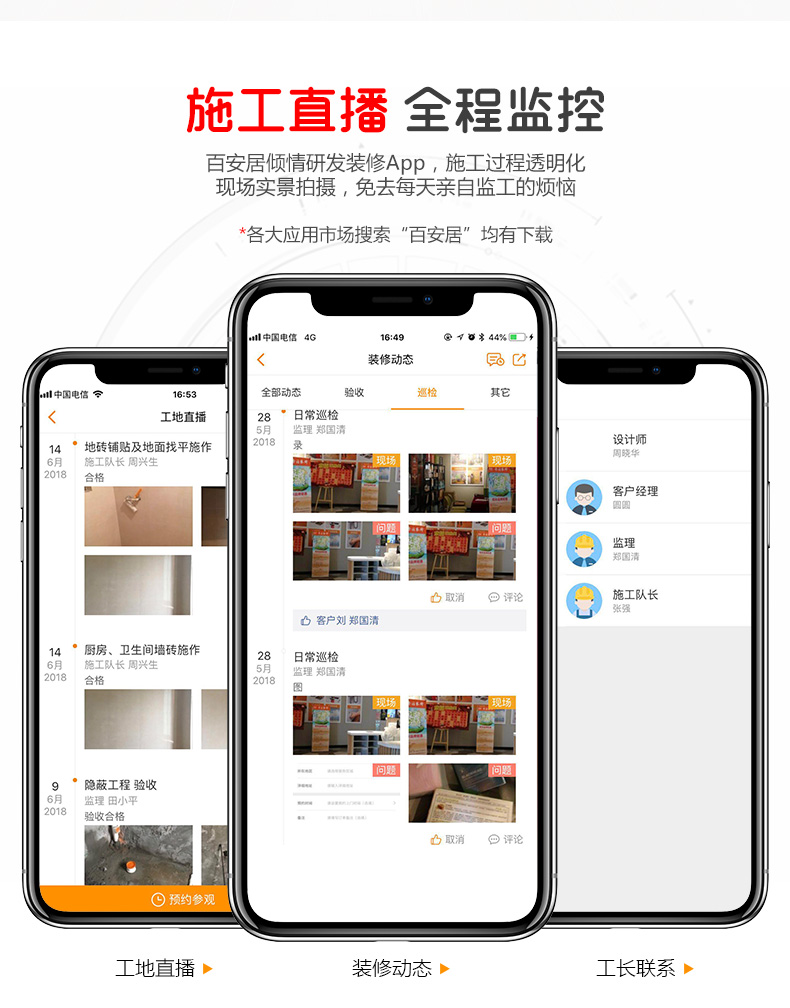 施工直播 全程监控
百安居倾情研发装修App，施工过程透明化
现场实景拍摄，免去每天亲自监工的烦恼
*各大应用市场搜索“百安居”均有下载
中国电信
16:53
工地直播
14
6月
2018
地砖铺贴及地面找平施作
施工队长 周兴生
合格
14
6月
2018
厨房、卫生间墙砖施作
施工队长 周兴生
合格
9
6月
2018
隐蔽工程 验收
监理 田小平
验收合格
预约参观
中国电信 4G
16:49
44%
装修动态
全部动态
验收
巡检
其它
28
5月
2018
日常巡检
监理 郑国清
录
现场
现场
问题
问题
取消
评论
客户刘 郑国清
28
5月
2018
日常巡检
监理 郑国清
图
现场
现场
问题
问题
取消
评论
设计师
周晓华
客户经理
圆圆
监理
郑国清
施工队长
张强
工地直播
装修动态
工长联系